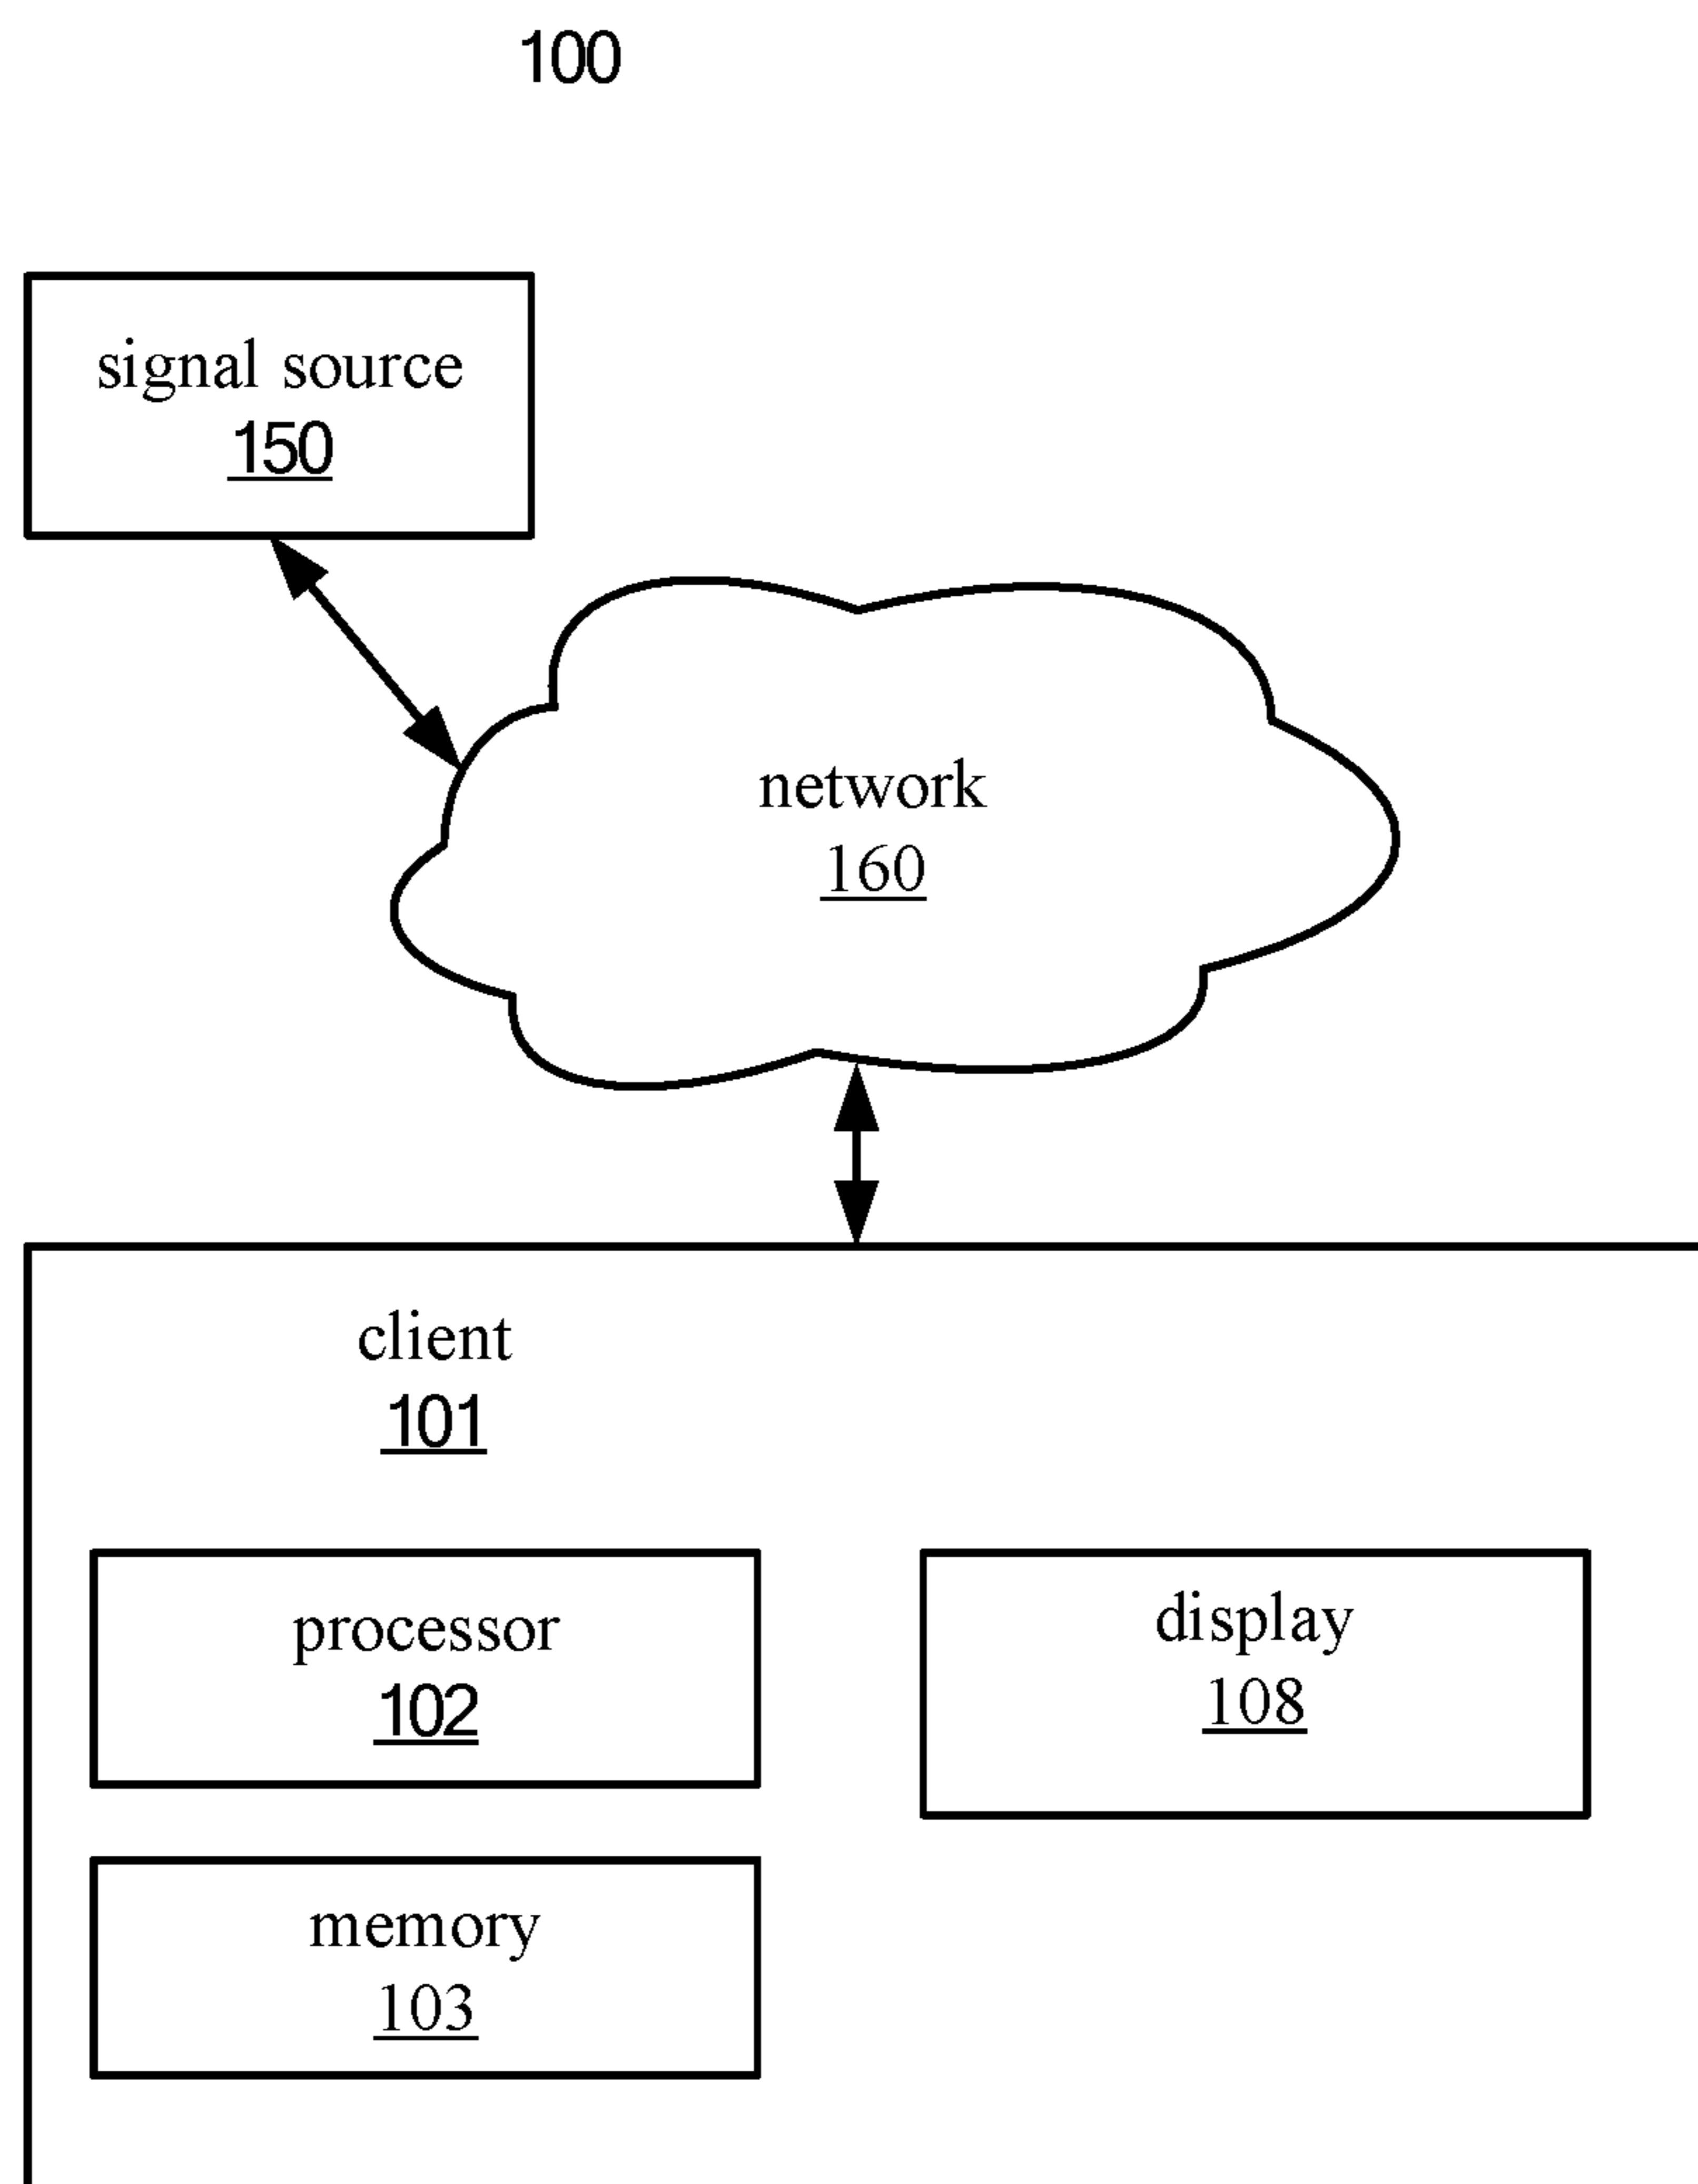 100
signal source
150
network
160
client
101
processor
102
display
108
memory
103